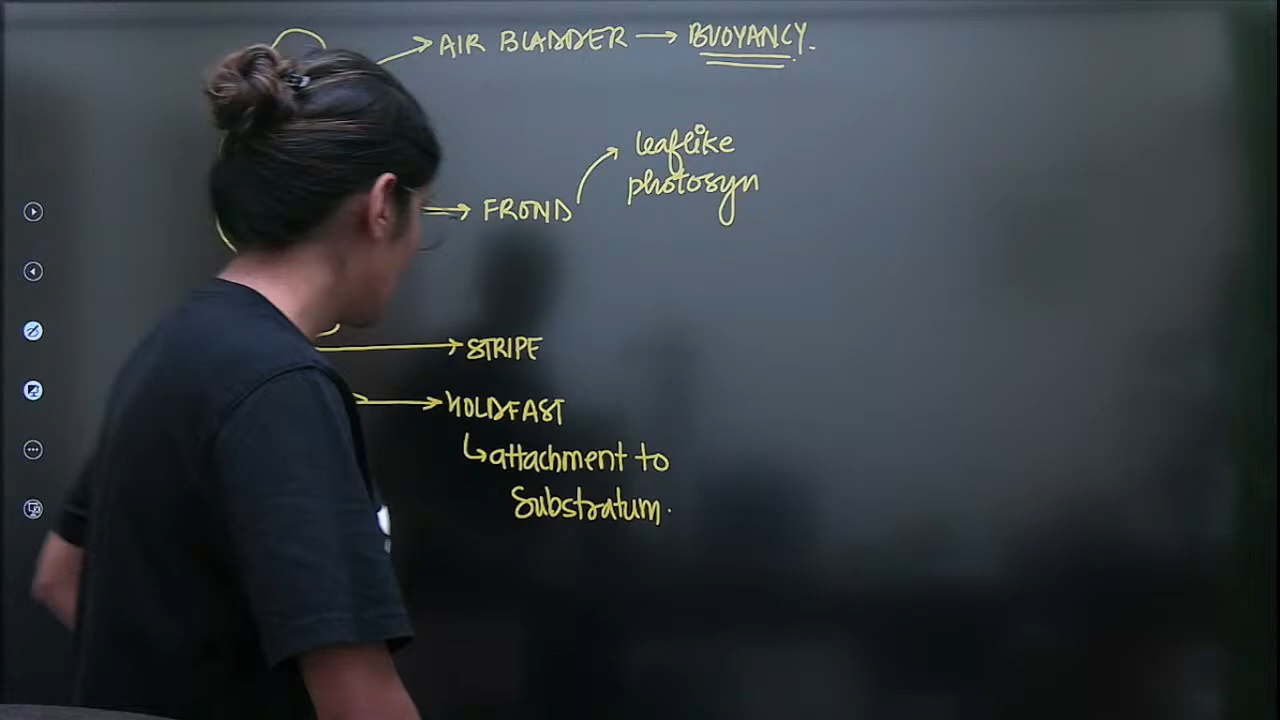 AIR BLADDER → BUOYANCY.
leaflike
photosyn
FROND
STRIPE
HOLDFAST
attachment to
Substratum.